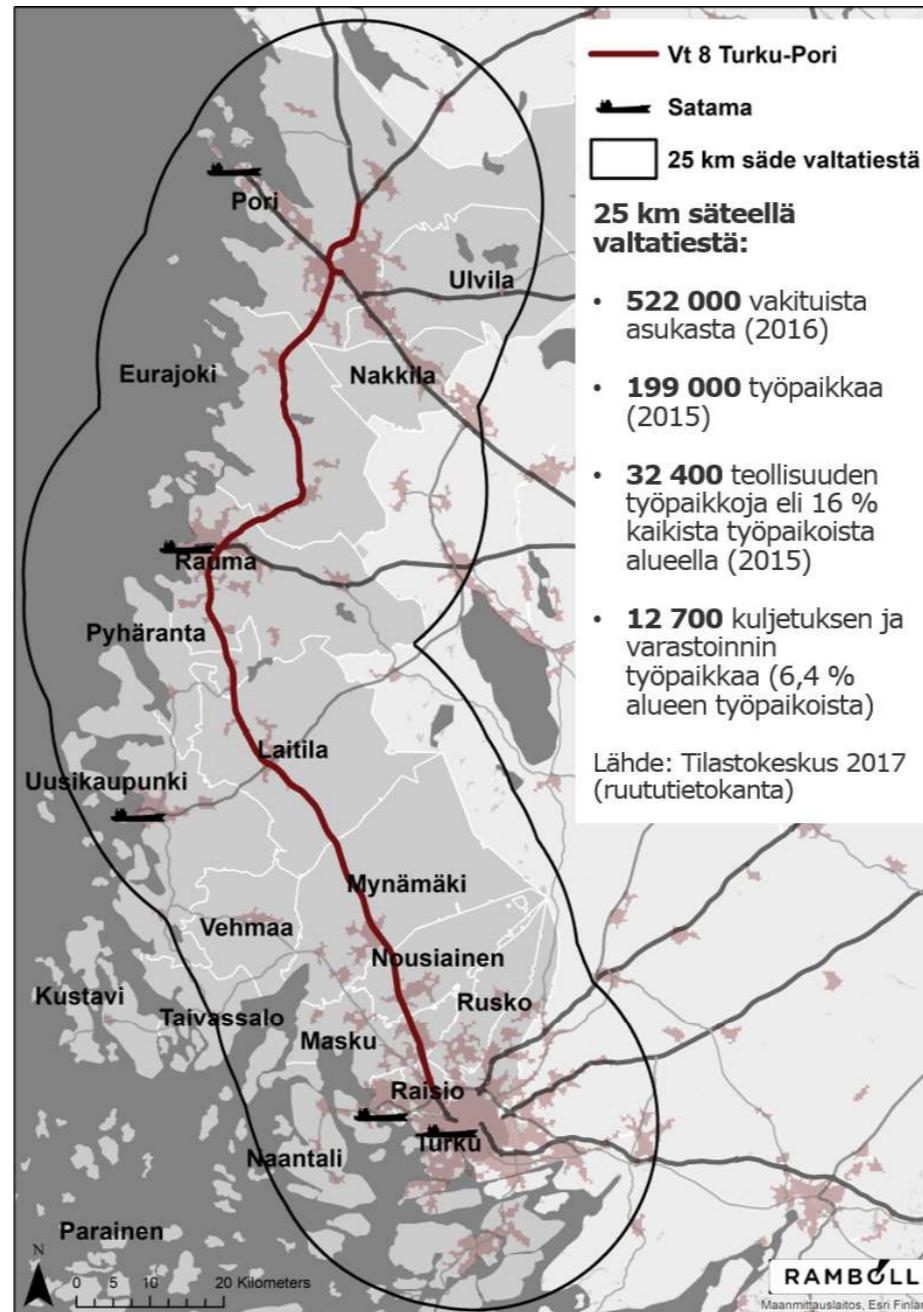 Vt 8 Turku-Pori
Satama
25 km säde valtatiestä
25 km säteellä
valtatiestä:
• 522 000 vakituista
asukasta (2016)
• 199 000 työpaikkaa
(2015)
• 32 400 teollisuuden
työpaikkoja eli 16 %
kaikista työpaikoista
alueella (2015)
• 12 700 kuljetuksen ja
varastoinnin
työpaikkaa (6,4 %
alueen työpaikoista)
Lähde: Tilastokeskus 2017
(ruututietokanta)
Pori
Ulvila
Eurajoki
Nakkila
Rauma
Pyhäranta
Laitila
Uusikaupunki
Mynämäki
Vehmaa
Nousiainen
Kustavi
Rusko
Taivassalo
Masku
Raisio
Turku
Naantali
Parainen
N
0 5 10 20 Kilometers
RAMBOLL
Maanmittauslaitos, Esri Finla